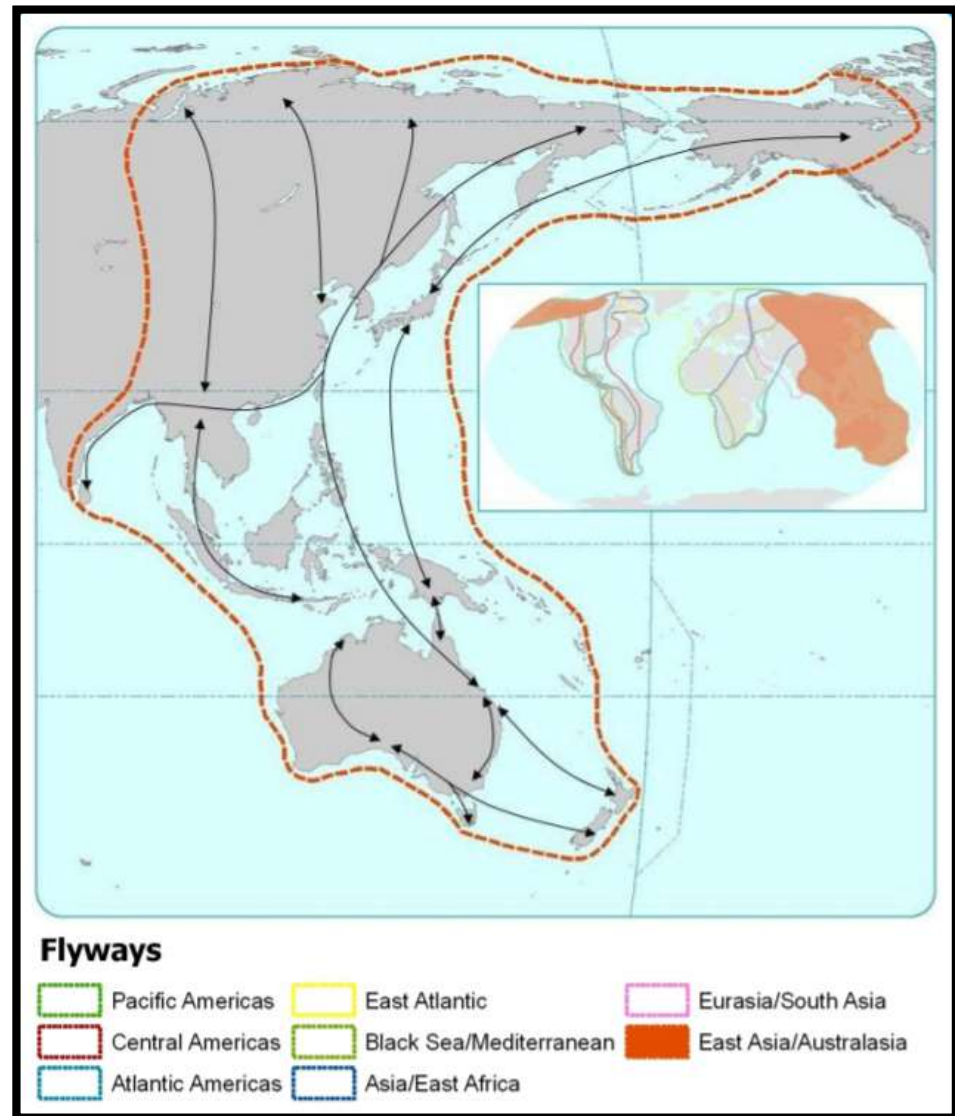 Flyways
Pacific Americas
East Atlantic
Eurasia/South Asia
Central Americas
Black Sea/Mediterranean
East Asia/Australasia
Atlantic Americas
Asia/East Africa